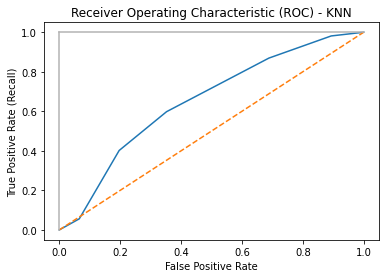 Receiver Operating Characteristic (ROC) - KNN
True Positive Rate (Recall)
1.0
0.8
0.6
0.4
0.2
0.0
0.0 0.2 0.4 0.6 0.8 1.0
False Positive Rate